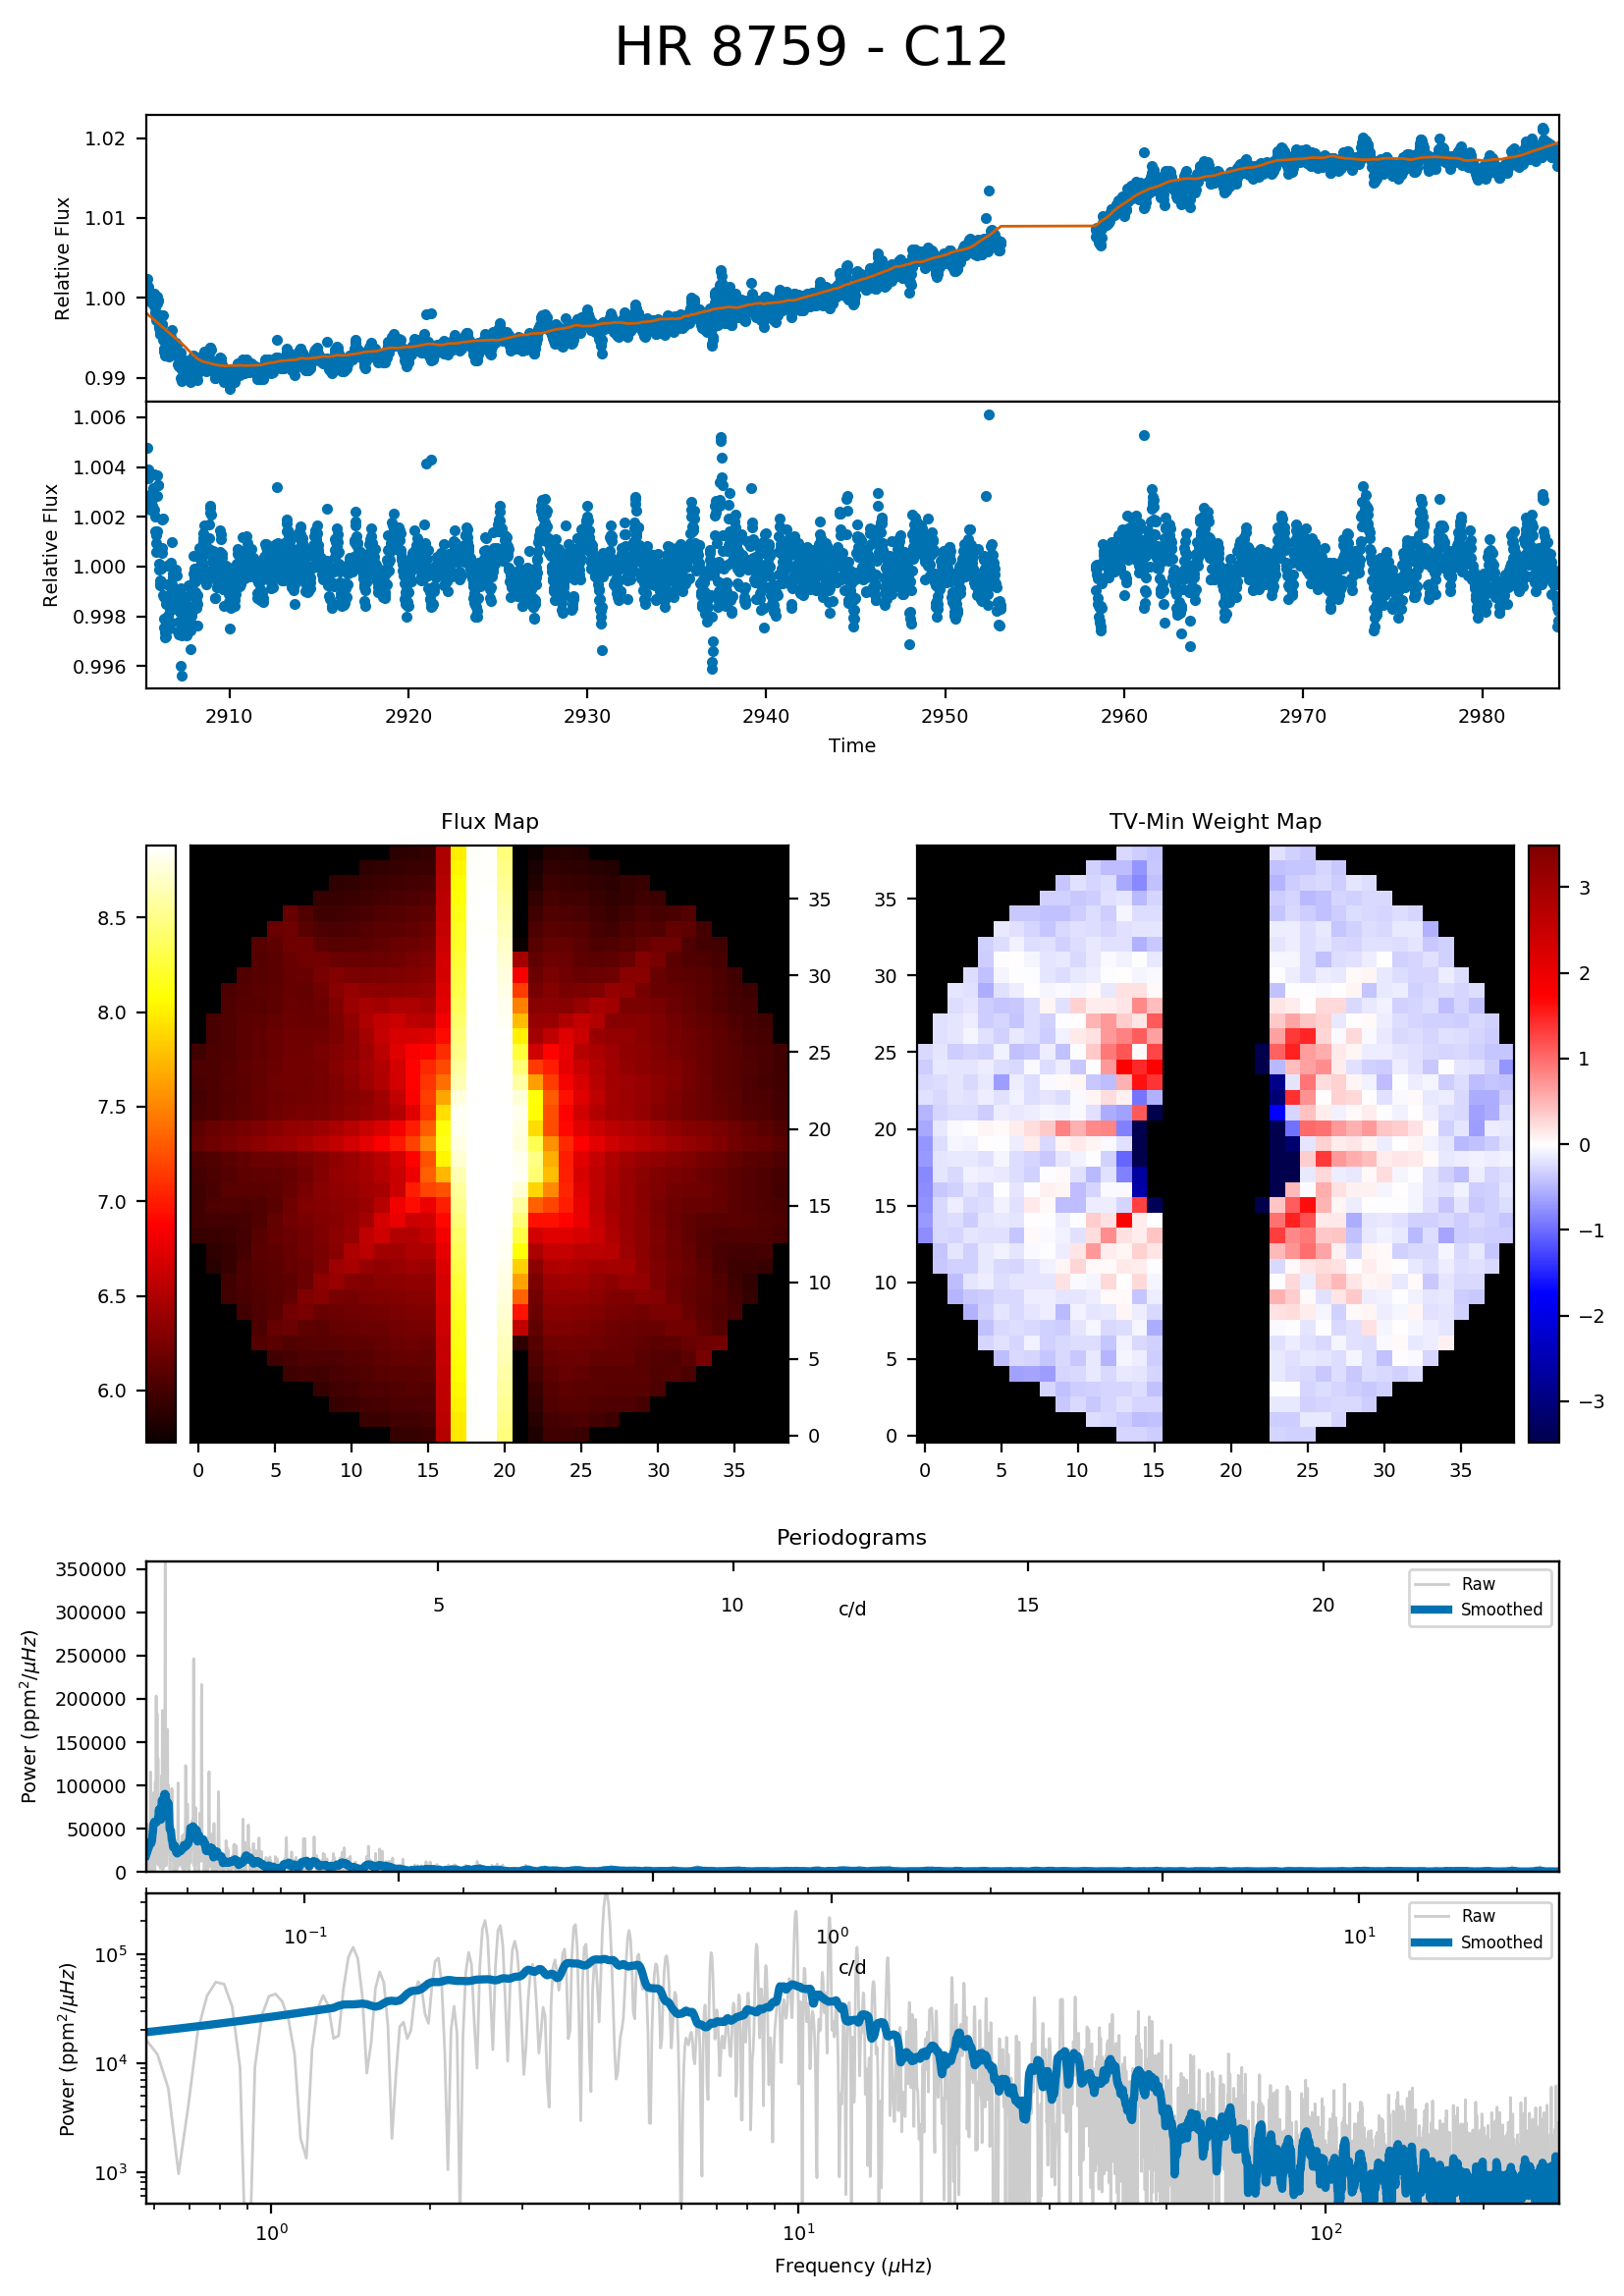 HR 8759 - C12
1.02
1.01
1.00
0.99
Relative Flux
1.006
1.004
1.002
1.000
0.998
0.996
Relative Flux
2910 2920 2930 2940 2950 2960 2970 2980
Time
Flux Map
8.5
8.0
7.5
7.0
6.5
6.0
35
30
25
20
15
10
5
0
0 5 10 15 20 25 30 35
TV-Min Weight Map
35
30
25
20
15
10
5
0
0 5 10 15 20 25 30 35
3
2
1
0
−1
−2
−3
Periodograms
350000
300000
250000
200000
150000
100000
50000
0
Power (ppm²/μHz)
5 10 15 20
c/d
Raw
Smoothed
10⁵
10⁴
10³
Power (ppm²/μHz)
10⁻¹ 10⁰ 10¹
c/d
Raw
Smoothed
10⁰ 10¹ 10²
Frequency (μHz)